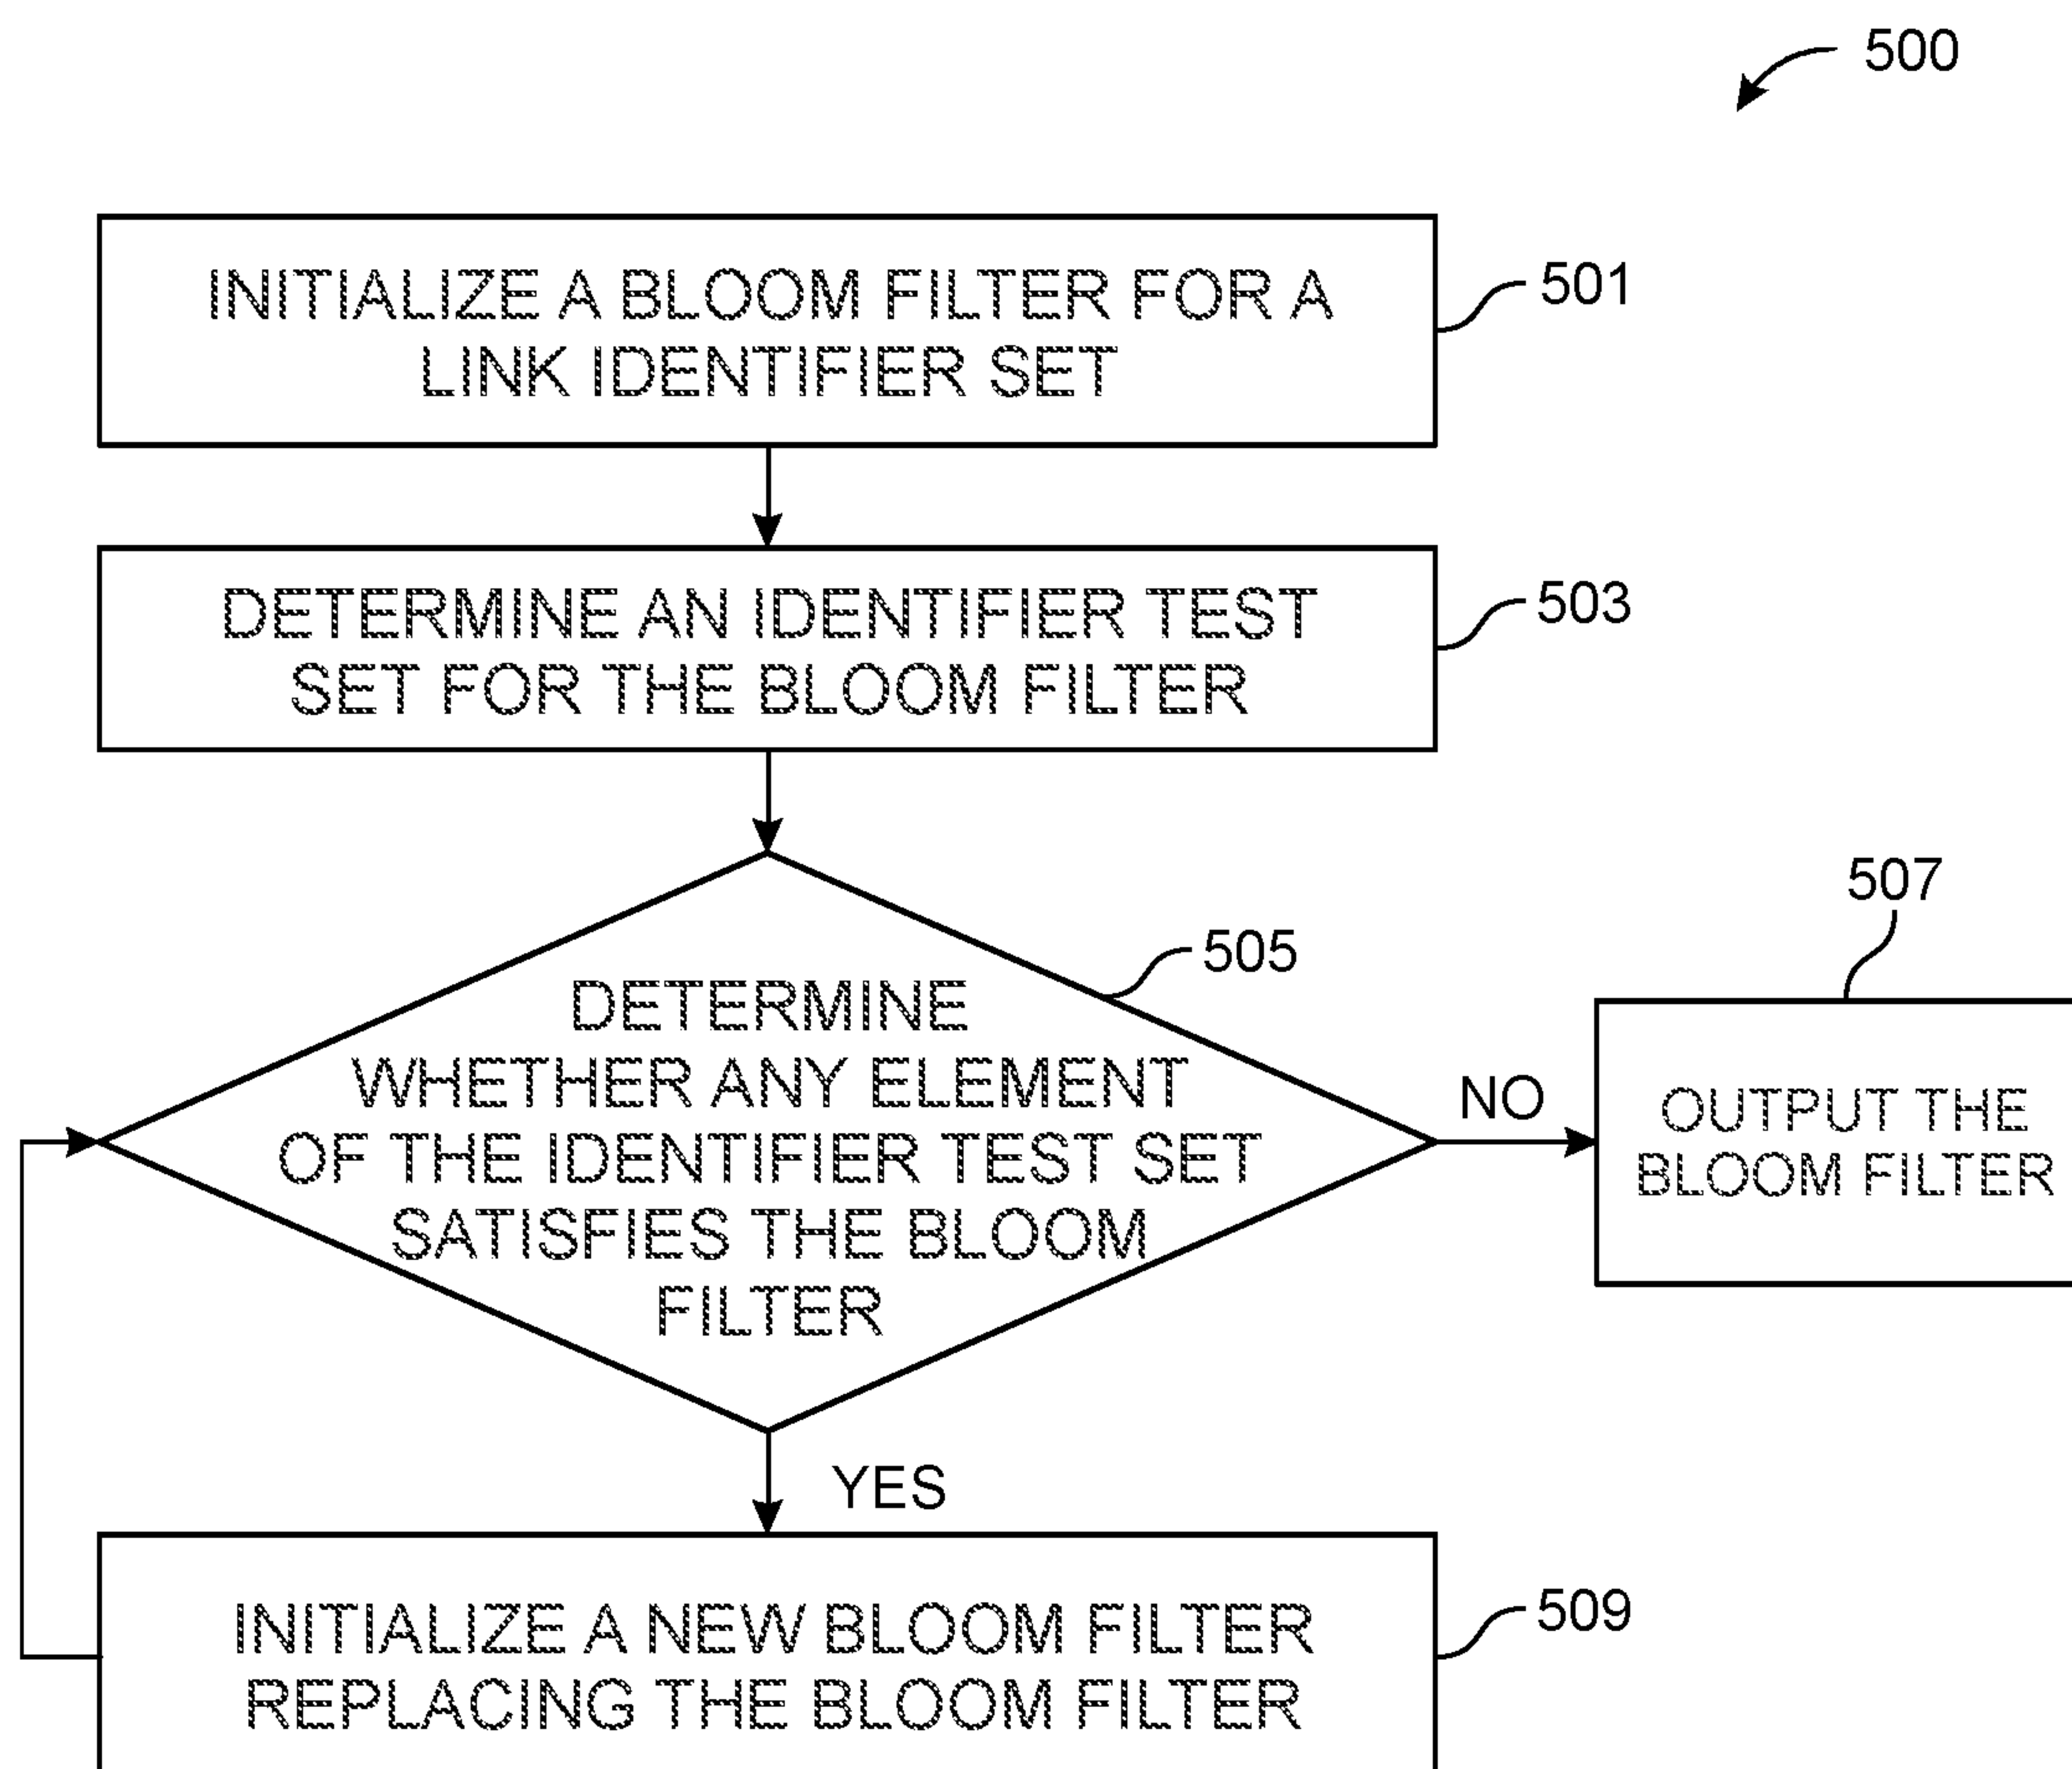 500
INITIALIZE A BLOOM FILTER FOR A
LINK IDENTIFIER SET
501
DETERMINE AN IDENTIFIER TEST
SET FOR THE BLOOM FILTER
503
507
505
DETERMINE
WHETHER ANY ELEMENT
OF THE IDENTIFIER TEST SET
SATISFIES THE BLOOM
FILTER
NO
OUTPUT THE
BLOOM FILTER
YES
INITIALIZE A NEW BLOOM FILTER
REPLACING THE BLOOM FILTER
509